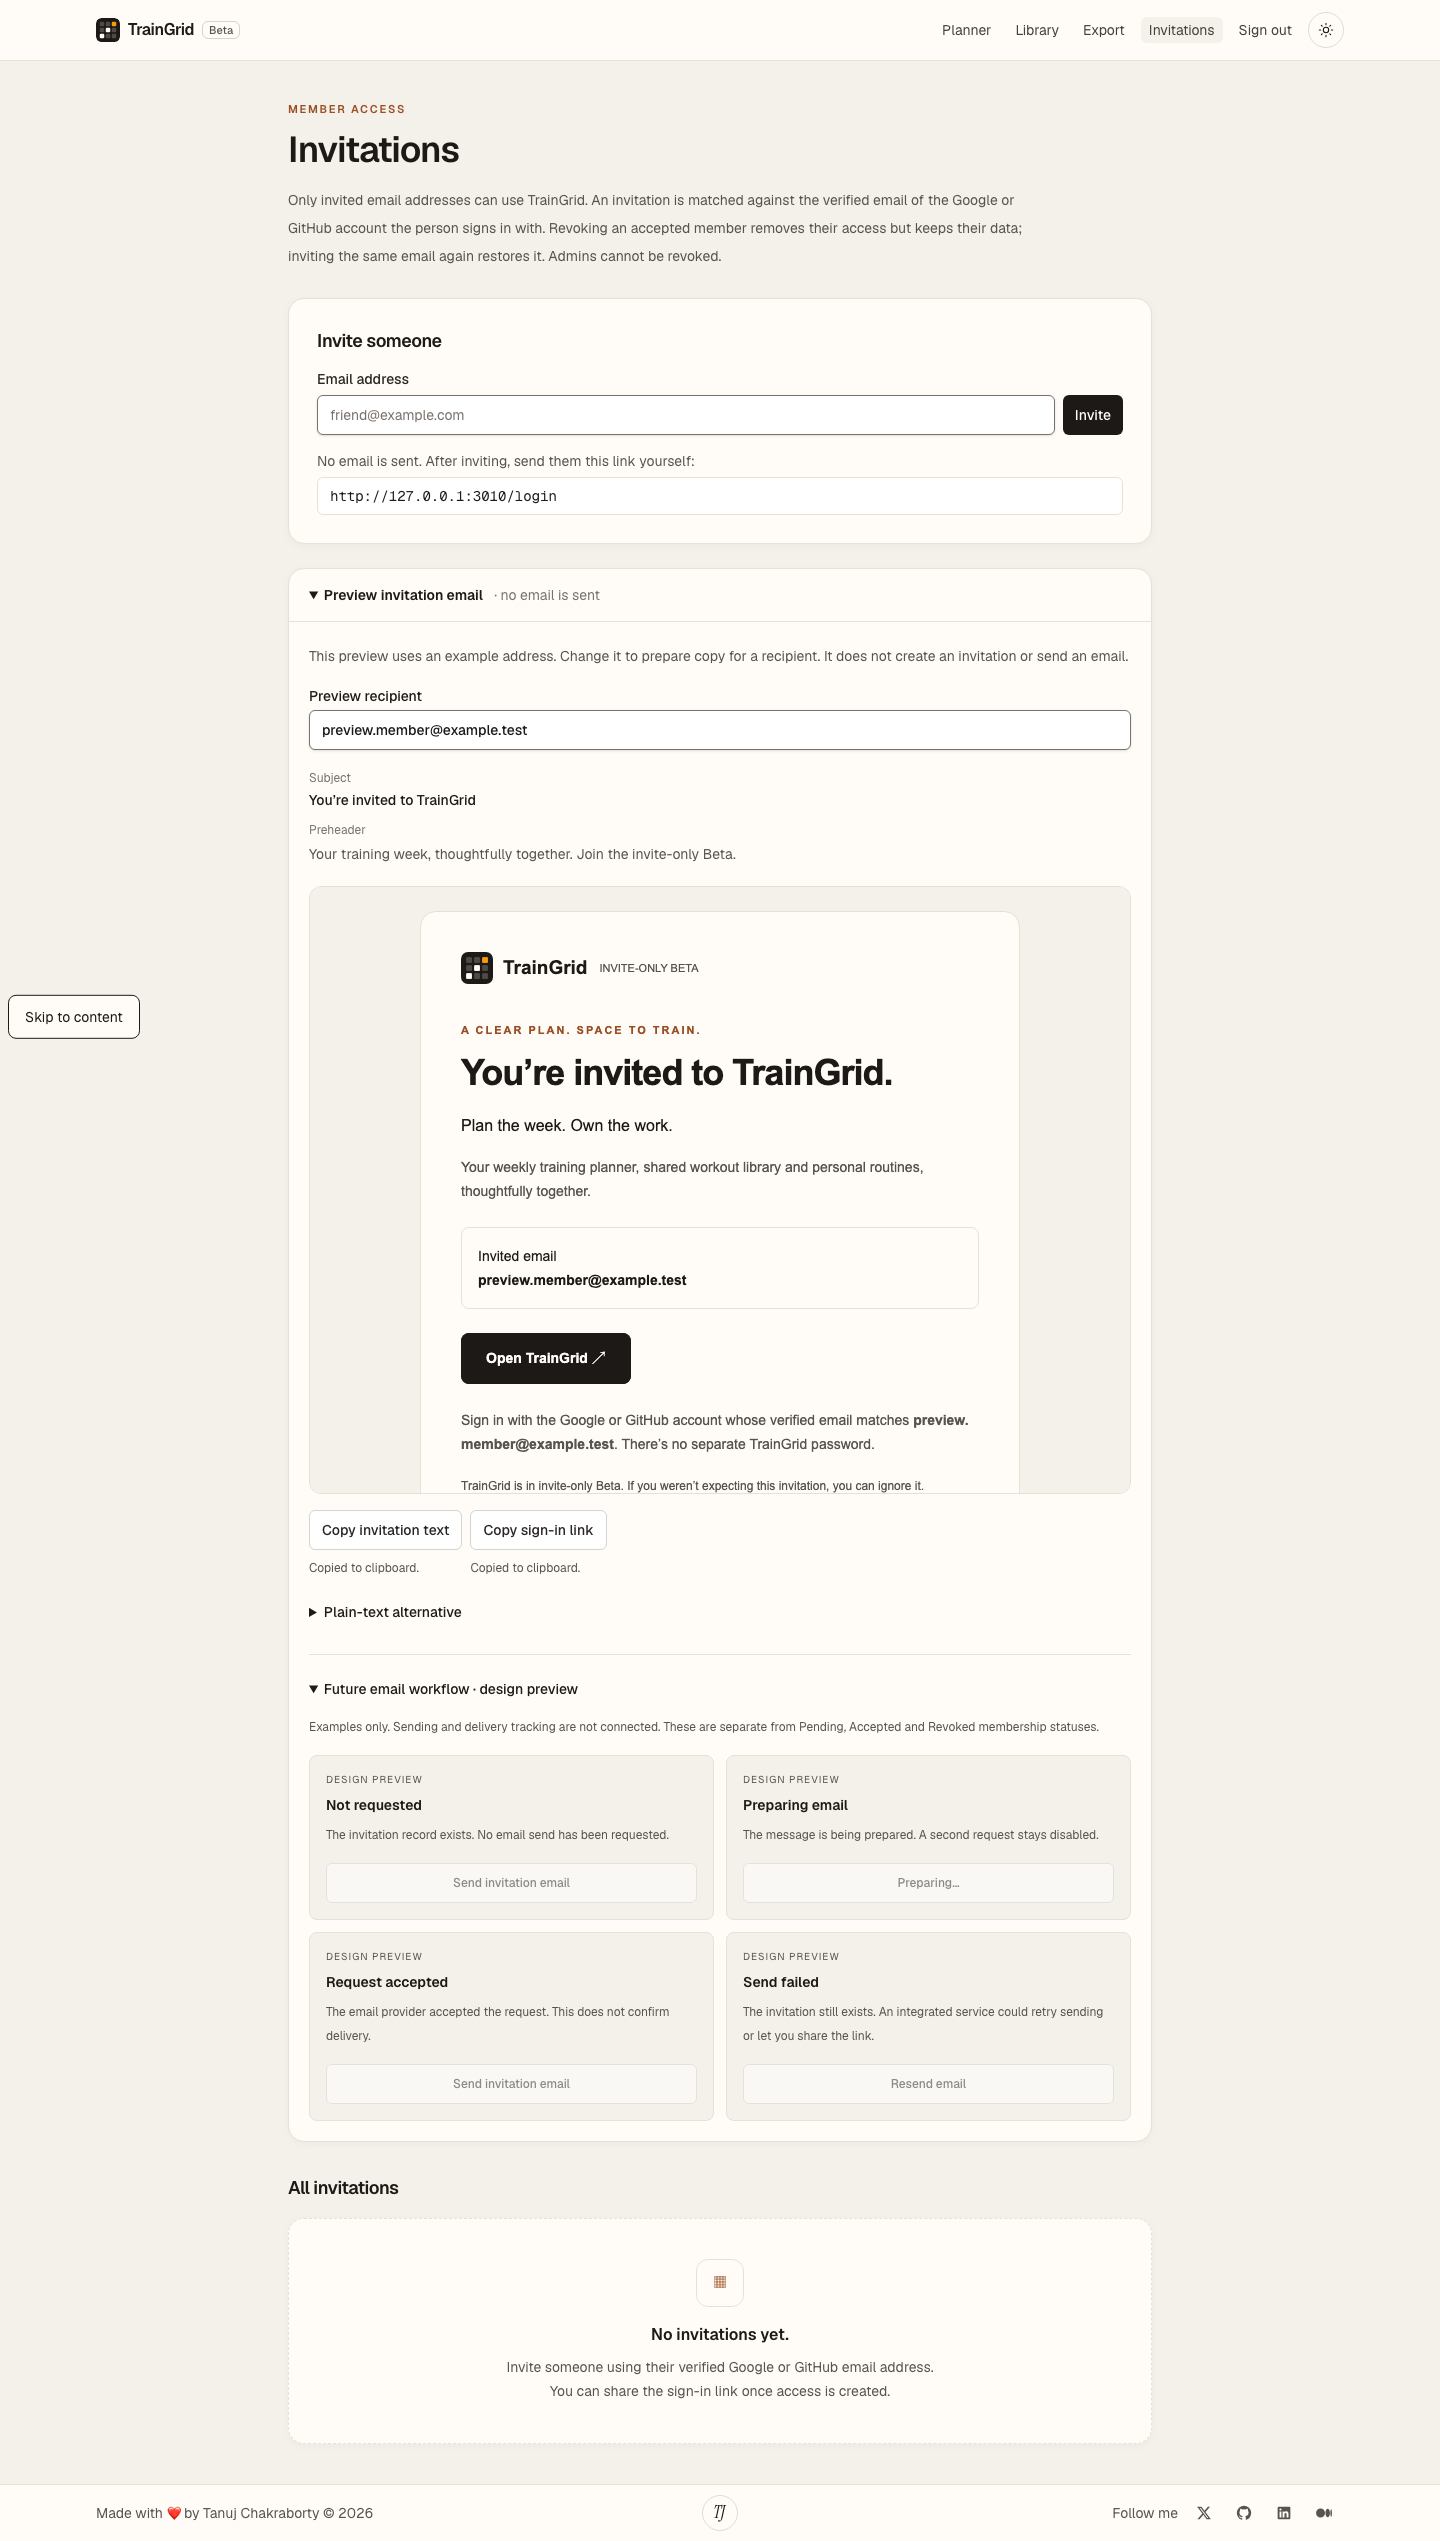 TrainGrid Beta
Planner Library Export Invitations Sign out
MEMBER ACCESS
Invitations
Only invited email addresses can use TrainGrid. An invitation is matched against the verified email of the Google or
GitHub account the person signs in with. Revoking an accepted member removes their access but keeps their data;
inviting the same email again restores it. Admins cannot be revoked.
Invite someone
Email address
friend@example.com
Invite
No email is sent. After inviting, send them this link yourself:
http://127.0.0.1:3010/login
Preview invitation email · no email is sent
This preview uses an example address. Change it to prepare copy for a recipient. It does not create an invitation or send an email.
Preview recipient
preview.member@example.test
Subject
You're invited to TrainGrid
Preheader
Your training week, thoughtfully together. Join the invite-only Beta.
TrainGrid INVITE-ONLY BETA
A CLEAR PLAN. SPACE TO TRAIN.
Skip to content
You’re invited to TrainGrid.
Plan the week. Own the work.
Your weekly training planner, shared workout library and personal routines,
thoughtfully together.
Invited email
preview.member@example.test
Open TrainGrid ↗
Sign in with the Google or GitHub account whose verified email matches preview.
member@example.test. There’s no separate TrainGrid password.
TrainGrid is in invite-only Beta. If you weren’t expecting this invitation, you can ignore it.
Copy invitation text
Copy sign-in link
Copied to clipboard.
Copied to clipboard.
Plain-text alternative
Future email workflow · design preview
Examples only. Sending and delivery tracking are not connected. These are separate from Pending, Accepted and Revoked membership statuses.
DESIGN PREVIEW
Not requested
The invitation record exists. No email send has been requested.
Send invitation email
DESIGN PREVIEW
Preparing email
The message is being prepared. A second request stays disabled.
Preparing…
DESIGN PREVIEW
Request accepted
The email provider accepted the request. This does not confirm
delivery.
Send invitation email
DESIGN PREVIEW
Send failed
The invitation still exists. An integrated service could retry sending
or let you share the link.
Resend email
All invitations
No invitations yet.
Invite someone using their verified Google or GitHub email address.
You can share the sign-in link once access is created.
Made with ❤️ by Tanuj Chakraborty © 2026
TJ
Follow me